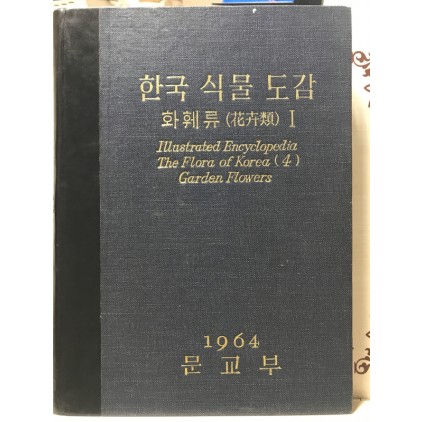 한국 식물 도감
화훼류 (花卉類) I
Illustrated Encyclopedia
The Flora of Korea (4)
Garden Flowers
1964
문교부